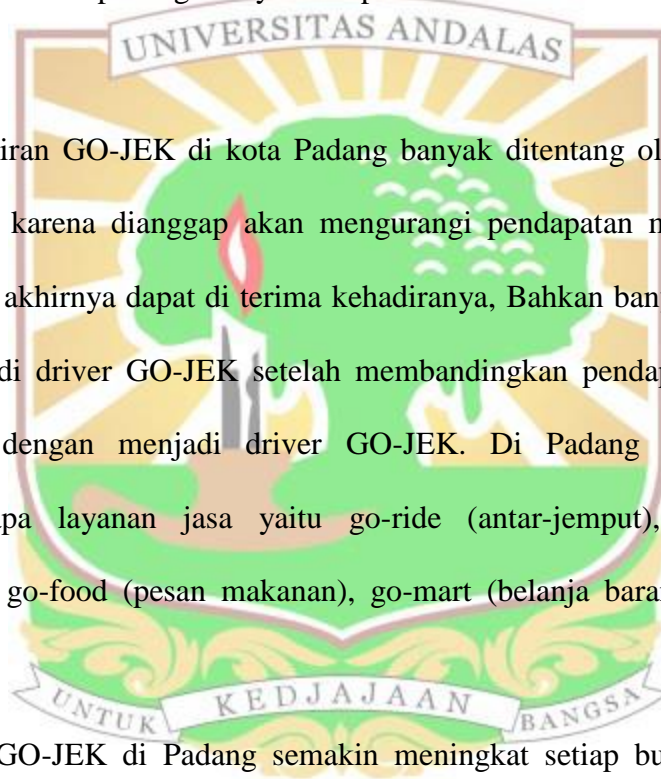 UNIVERSITAS ANDALAS
iran GO-JEK di kota Padang banyak ditentang ol
karena dianggap akan mengurangi pendapatan
akhirnya dapat di terima kehadiranya, Bahkan ban
di driver GO-JEK setelah membandingkan pendap
dengan menjadi driver GO-JEK. Di Padang
apa layanan jasa yaitu go-ride (antar-jemput),
go-food (pesan makanan), go-mart (belanja bara
UNTUK KEDJAJAAN BANGSA
GO-JEK di Padang semakin meningkat setiap bu